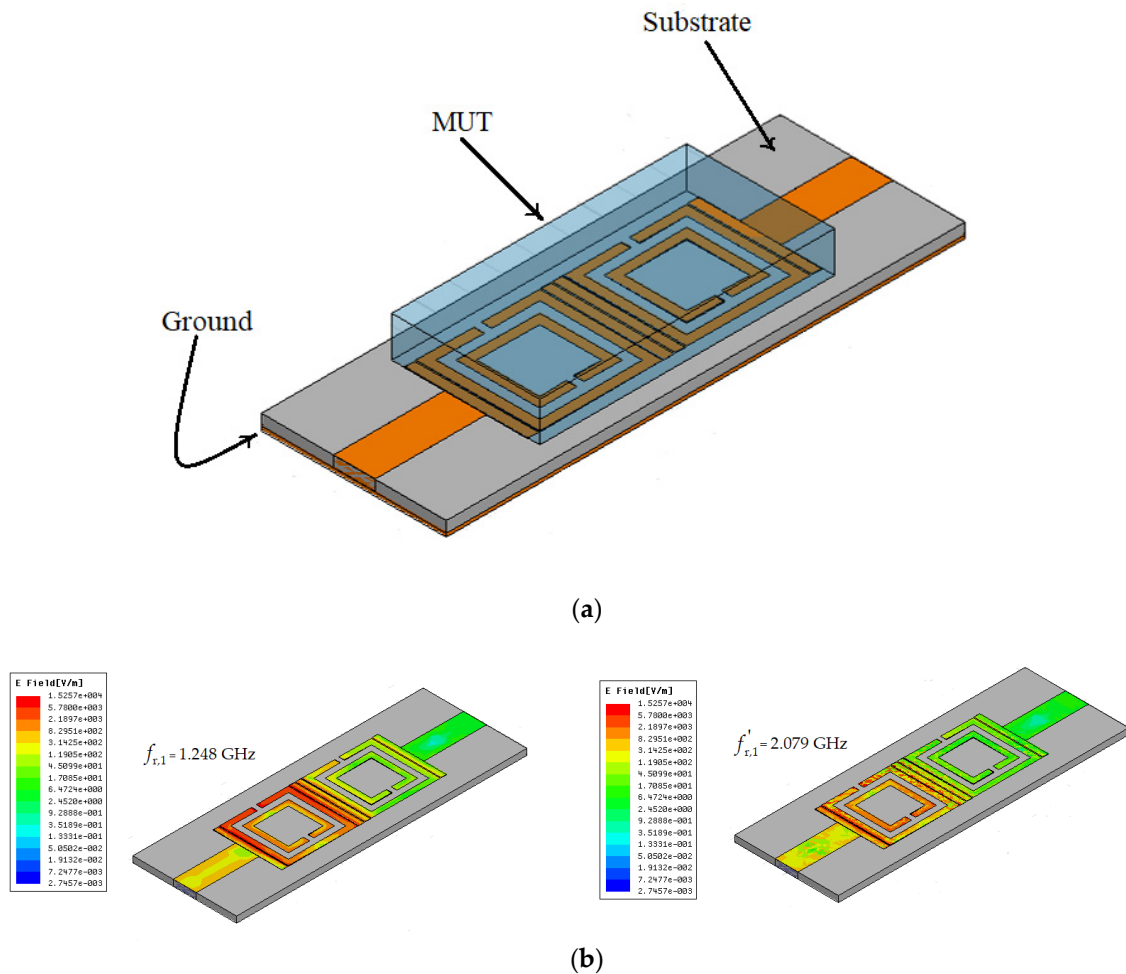 Substrate
MUT
Ground
(a)
E Field[V/m]
1.5257e+004
5.7800e+003
2.1897e+003
8.2951e+002
3.1425e+002
1.1905e+002
4.5099e+001
1.7085e+001
6.4724e+000
2.4520e+000
9.2888e-001
3.5189e-001
1.3331e-001
5.0502e-002
1.9132e-002
7.2477e-003
2.7457e-003
fr,1 = 1.248 GHz
E Field[V/m]
1.5257e+004
5.7800e+003
2.1897e+003
8.2951e+002
3.1425e+002
1.1905e+002
4.5099e+001
1.7085e+001
6.4724e+000
2.4520e+000
9.2888e-001
3.5189e-001
1.3331e-001
5.0502e-002
1.9132e-002
7.2477e-003
2.7457e-003
f'r,1 = 2.079 GHz
(b)